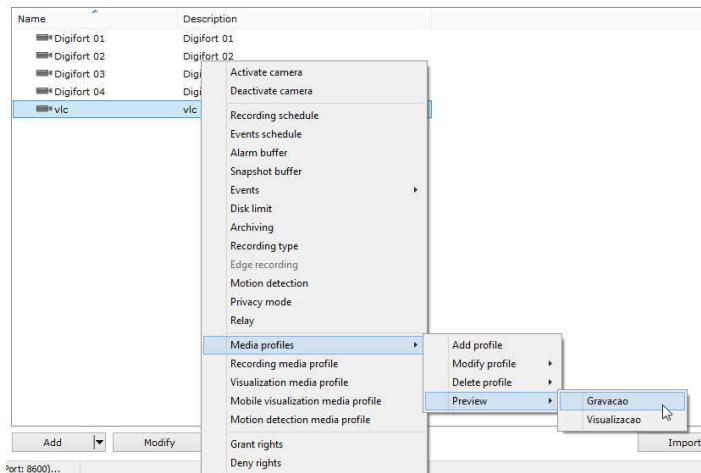 Name Description
Digifort 01 Digifort 01
Digifort 02 Digifort 02
Digifort 03 Digi
Digifort 04 Digi
vlc vlc
Activate camera
Deactivate camera
Recording schedule
Events schedule
Alarm buffer
Snapshot buffer
Events
Disk limit
Archiving
Recording type
Edge recording
Motion detection
Privacy mode
Relay
Media profiles Add profile
Recording media profile Modify profile
Visualization media profile Delete profile
Mobile visualization media profile Preview Gravacao
Motion detection media profile Visualizacao
Add Modify Grant rights Import
Port: 8600)... Deny rights